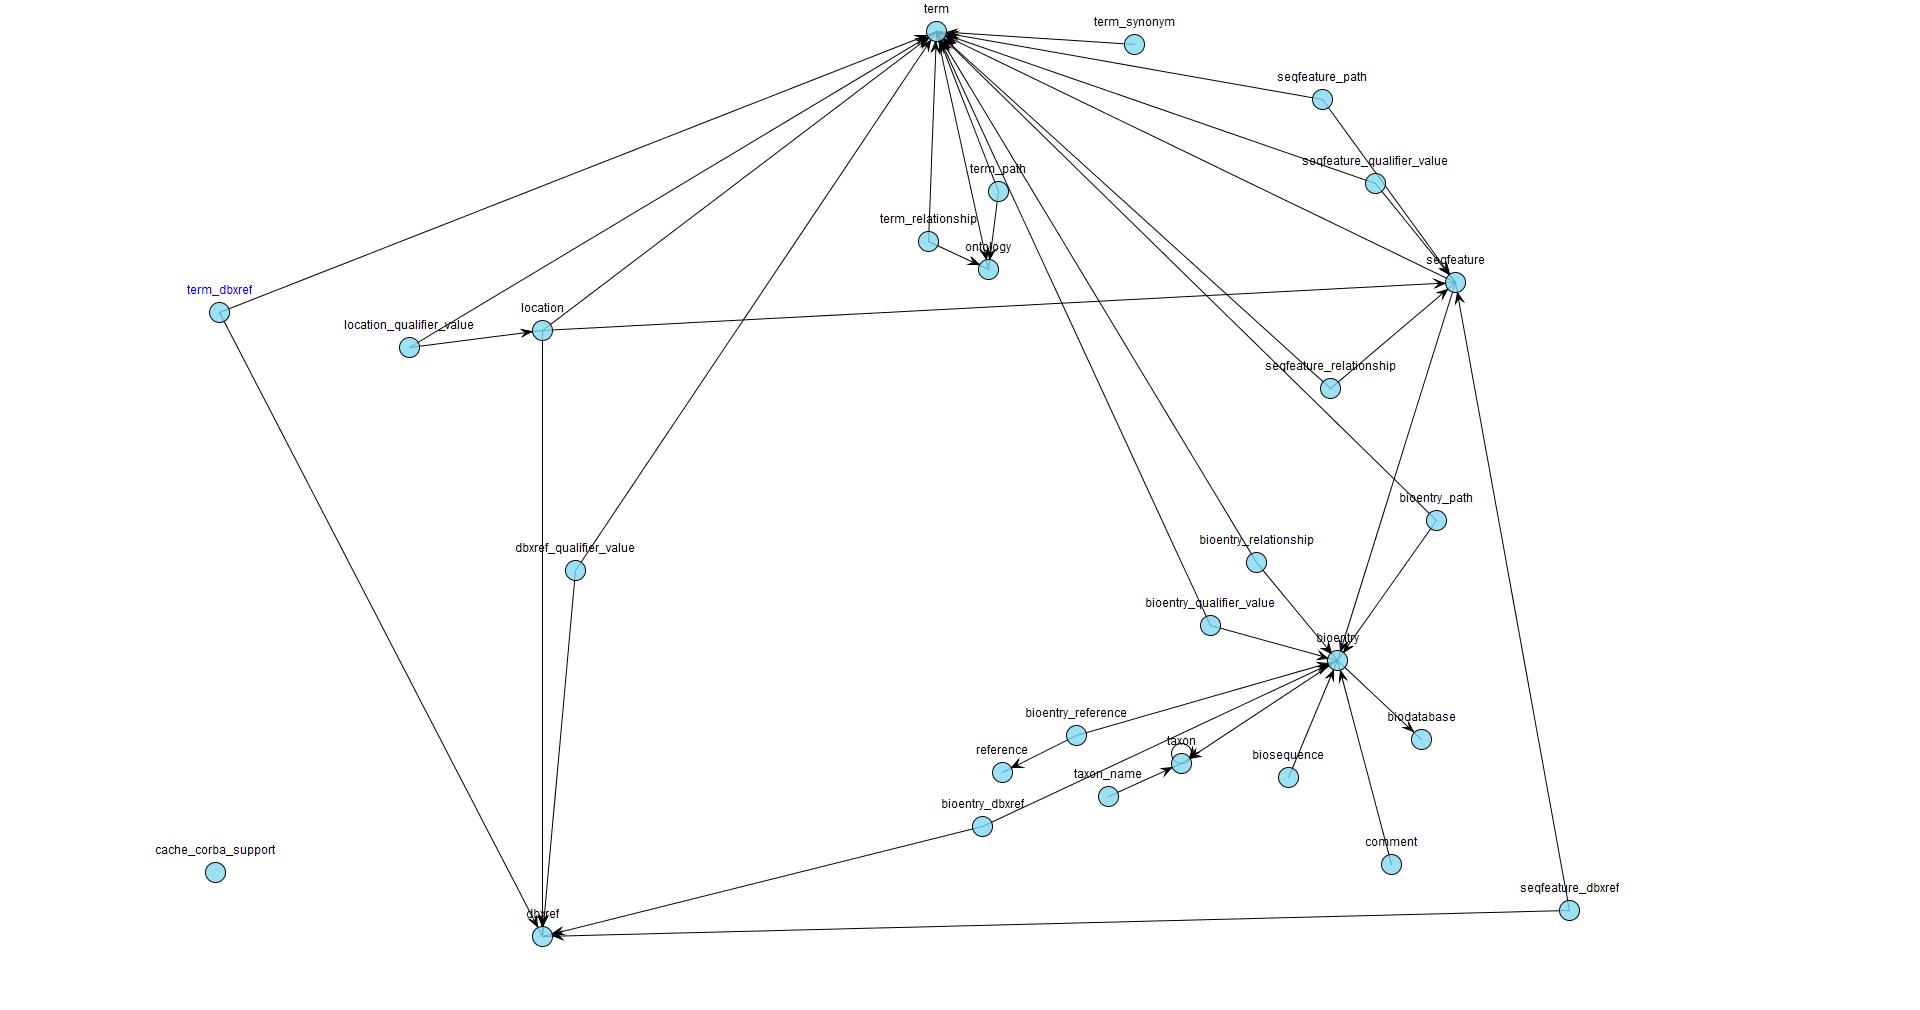 term
term_synonym
seqfeature_path
seqfeature_qualifier_value
term_path
term_relationship
ontology
seqfeature
term_dbxref
location
location_qualifier_value
seqfeature_relationship
bioentry_path
bioentry_relationship
dbxref_qualifier_value
bioentry_qualifier_value
bioentry
bioentry_reference
biodatabase
taxon
reference
biosequence
taxon_name
bioentry_dbxref
comment
cache_corba_support
seqfeature_dbxref
dbxref